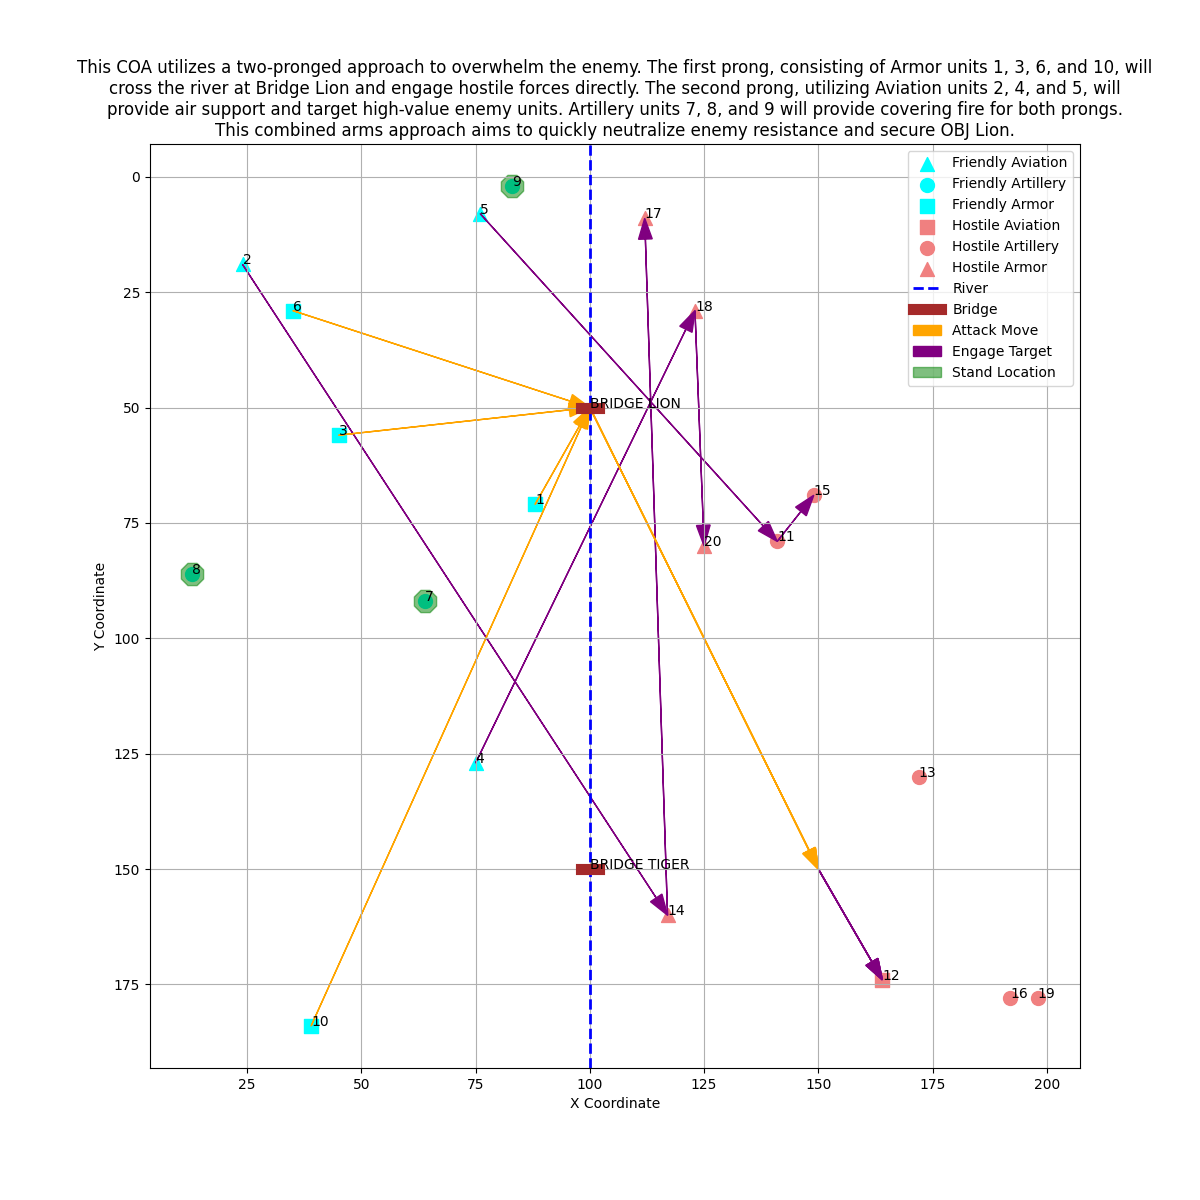 This COA utilizes a two-pronged approach to overwhelm the enemy. The first prong, consisting of Armor units 1, 3, 6, and 10, will
cross the river at Bridge Lion and engage hostile forces directly. The second prong, utilizing Aviation units 2, 4, and 5, will
provide air support and target high-value enemy units. Artillery units 7, 8, and 9 will provide covering fire for both prongs.
This combined arms approach aims to quickly neutralize enemy resistance and secure OBJ Lion.
Friendly Aviation
Friendly Artillery
Friendly Armor
Hostile Aviation
Hostile Artillery
Hostile Armor
River
Bridge
Attack Move
Engage Target
Stand Location
0
25
50
75
100
125
150
175
Y Coordinate
9
5
17
2
6
18
BRIDGE LION
3
15
1
11
20
8
7
4
13
BRIDGE TIGER
14
12
16
19
10
25
50
75
100
125
150
175
200
X Coordinate